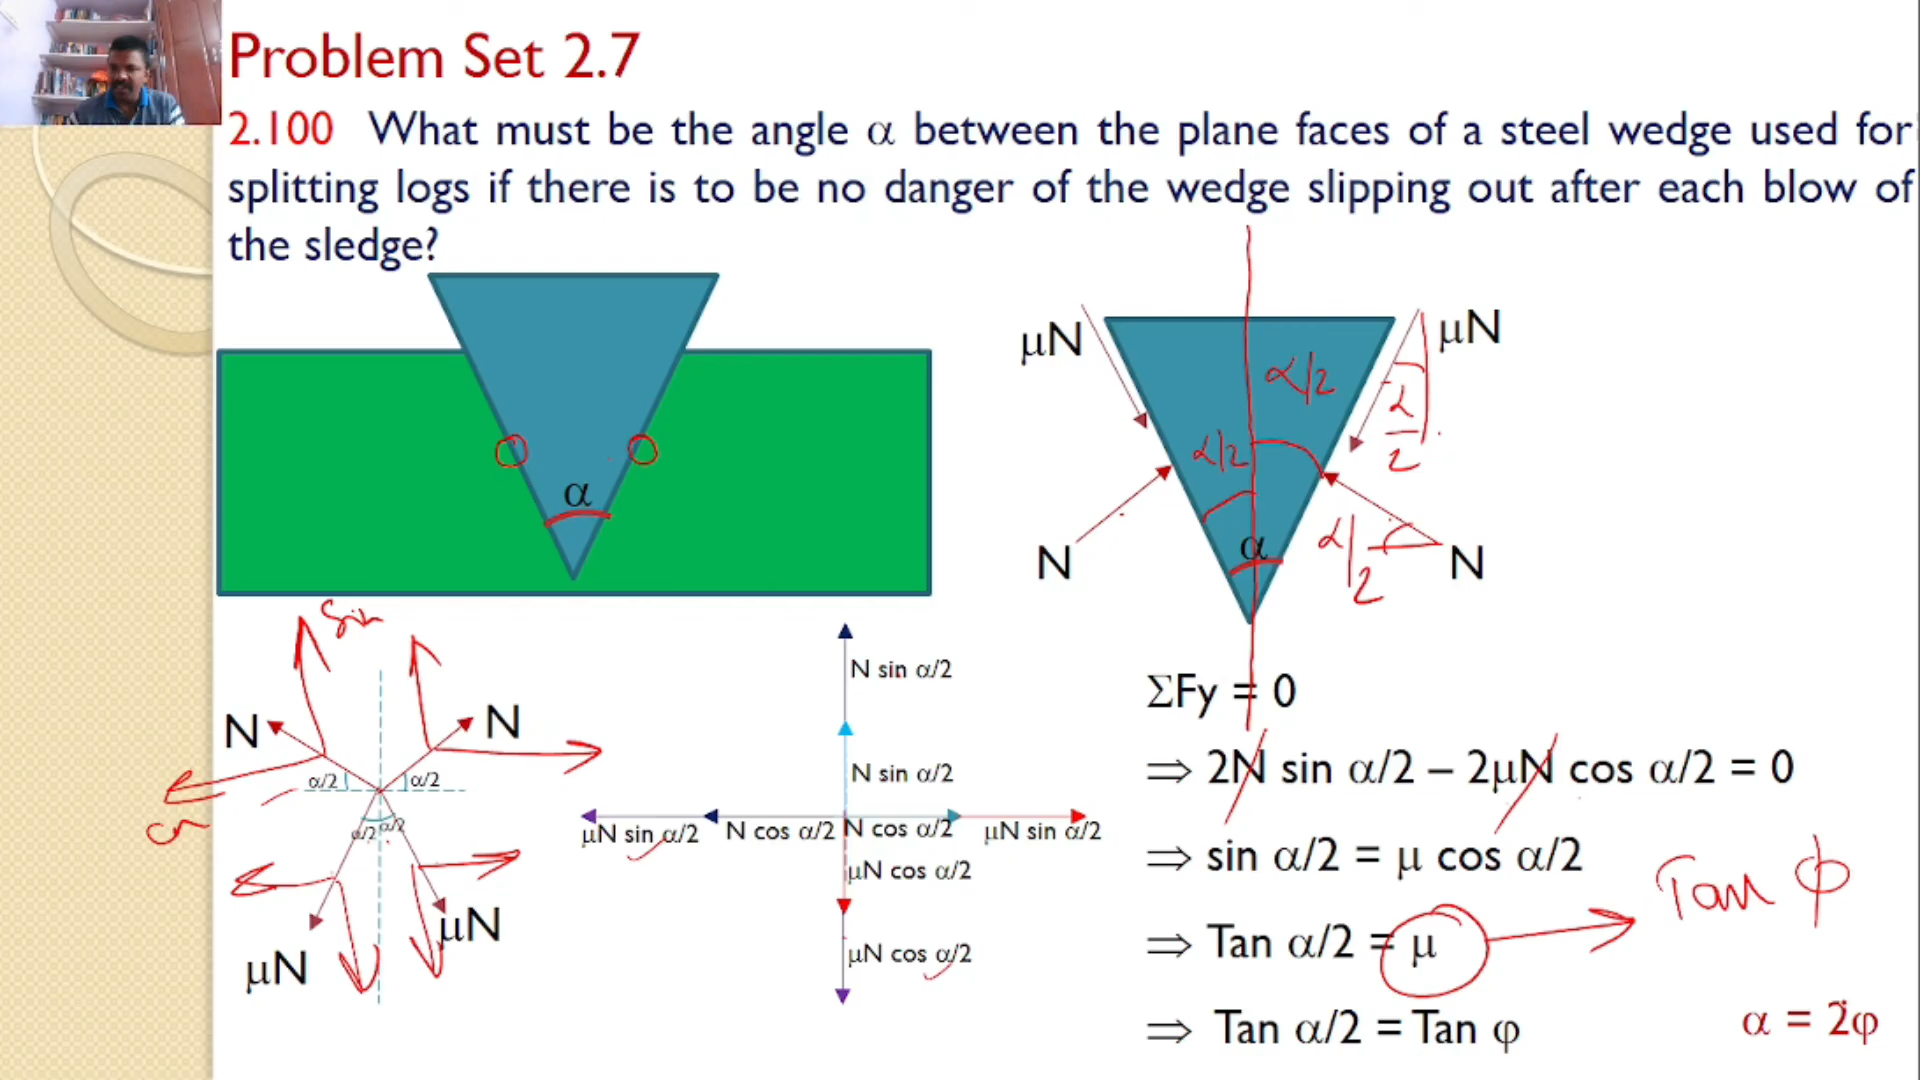 Problem Set 2.7
2.100 What must be the angle α between the plane faces of a steel wedge used for
splitting logs if there is to be no danger of the wedge slipping out after each blow of
the sledge?
α
μN
μN
α/2
α/2
α/2
α
α/2
N
N
Sin
N
N
α/2
α/2
α/2
α/2
μN
μN
N sin α/2
N sin α/2
μN sin α/2
N cos α/2
N cos α/2
μN sin α/2
μN cos α/2
μN cos α/2
ΣFy = 0
⇒ 2N sin α/2 – 2μN cos α/2 = 0
⇒ sin α/2 = μ cos α/2
⇒ Tan α/2 = μ
Tan ϕ
⇒ Tan α/2 = Tan φ
α = 2φ